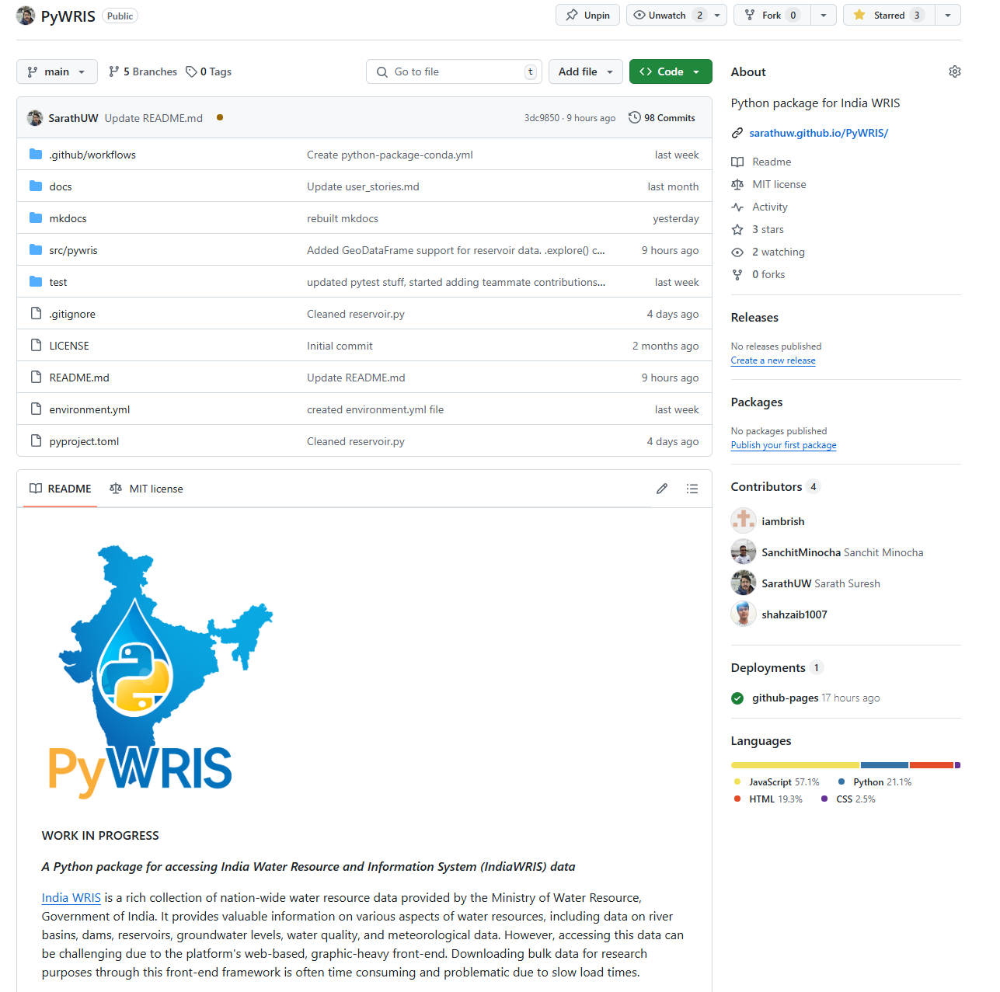 PyWRIS Public Unpin Unwatch 2 Fork 0 Starred 3
main 5 Branches 0 Tags Go to file t Add file Code
SarathUW Update README.md 3dc9850 · 9 hours ago 98 Commits
.github/workflows Create python-package-conda.yml last week
docs Update user_stories.md last month
mkdocs rebuilt mkdocs yesterday
src/pywris Added GeoDataFrame support for reservoir data. .explore() c... 9 hours ago
test updated pytest stuff, started adding teammate contributions... last week
.gitignore Cleaned reservoir.py 4 days ago
LICENSE Initial commit 2 months ago
README.md Update README.md 9 hours ago
environment.yml created environment.yml file last week
pyproject.toml Cleaned reservoir.py 4 days ago
README MIT license
PyWRIS
WORK IN PROGRESS
A Python package for accessing India Water Resource and Information System (IndiaWRIS) data
India WRIS is a rich collection of nation-wide water resource data provided by the Ministry of Water Resource,
Government of India. It provides valuable information on various aspects of water resources, including data on river
basins, dams, reservoirs, groundwater levels, water quality, and meteorological data. However, accessing this data can
be challenging due to the platform's web-based, graphic-heavy front-end. Downloading bulk data for research
purposes through this front-end framework is often time consuming and problematic due to slow load times.
About
Python package for India WRIS
sarathuw.github.io/PyWRIS/
Readme
MIT license
Activity
3 stars
2 watching
0 forks
Releases
No releases published
Create a new release
Packages
No packages published
Publish your first package
Contributors 4
iambrish
SanchitMinocha Sanchit Minocha
SarathUW Sarath Suresh
shahzaib1007
Deployments 1
github-pages 17 hours ago
Languages
JavaScript 57.1% Python 21.1%
HTML 19.3% CSS 2.5%